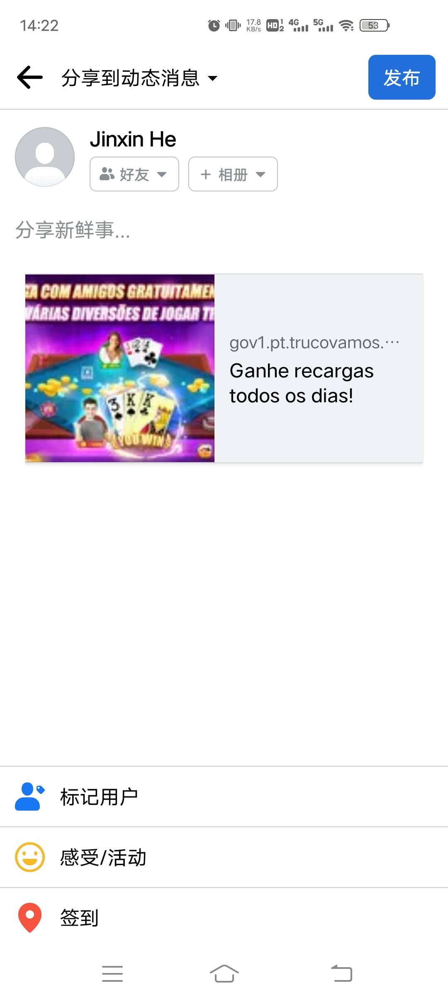 14:22
17.8 KB/s HD 1 2 4G 5G 53
分享到动态消息
发布
Jinxin He
好友
+ 相册
分享新鲜事...
COM AMIGOS GRATUITAMEN
VÁRIAS DIVERSÕES DE JOGAR
YOU WIN
gov1.pt.trucovamos.···
Ganhe recargas
todos os dias!
标记用户
感受/活动
签到